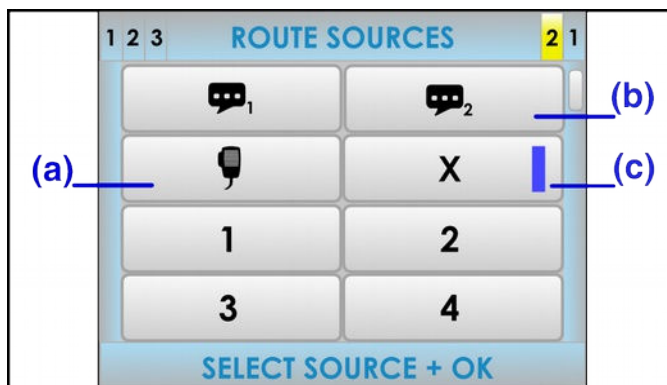 1 2 3 ROUTE SOURCES 2 1
1 2
(b)
(a) X (c)
1 2
3 4
SELECT SOURCE + OK